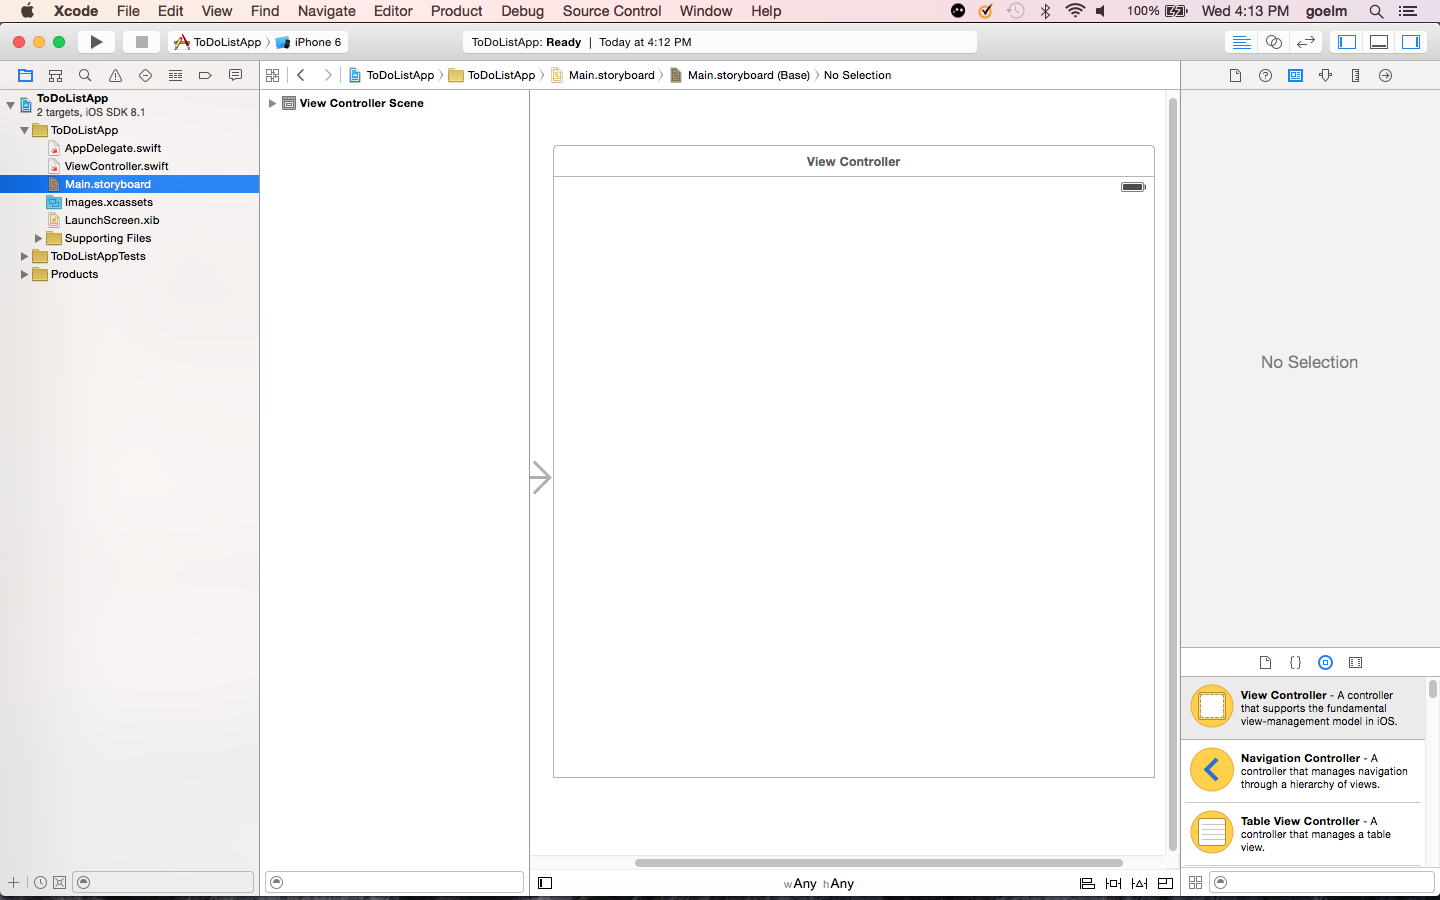 Xcode File Edit View Find Navigate Editor Product Debug Source Control Window Help 100% Wed 4:13 PM goelm
ToDoListApp iPhone 6 ToDoListApp: Ready | Today at 4:12 PM
ToDoListApp ToDoListApp Main.storyboard Main.storyboard (Base) No Selection
ToDoListApp
2 targets, iOS SDK 8.1
ToDoListApp
AppDelegate.swift
ViewController.swift
Main.storyboard
Images.xcassets
LaunchScreen.xib
Supporting Files
ToDoListAppTests
Products
View Controller Scene
View Controller
wAny hAny
No Selection
View Controller - A controller
that supports the fundamental
view-management model in iOS.
Navigation Controller - A
controller that manages navigation
through a hierarchy of views.
Table View Controller - A
controller that manages a table
view.